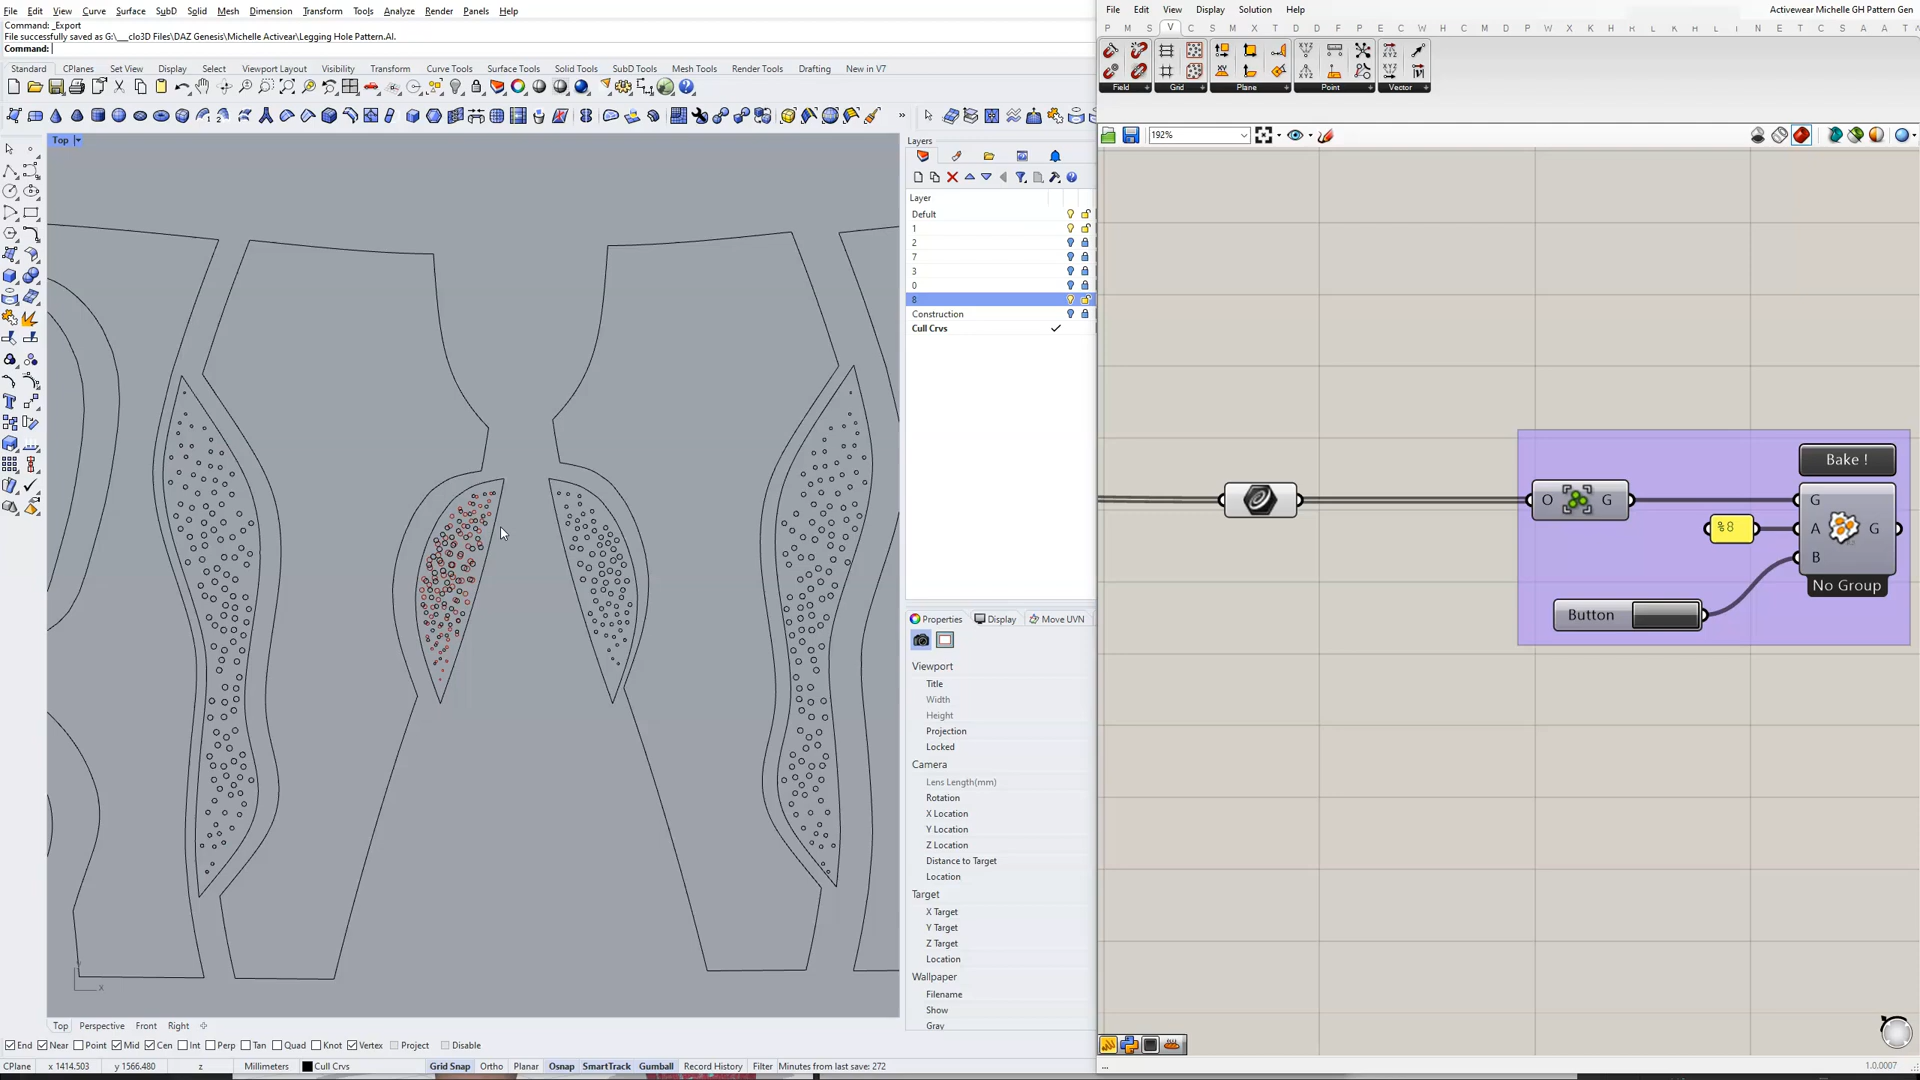 File Edit View Curve Surface SubD Solid Mesh Dimension Transform Tools Analyze Render Panels Help
Command: _Export
File successfully saved as G:\__clo3D Files\DAZ Genesis\Michelle Activear\Legging Hole Pattern.AI.
Command:
Standard CPlanes Set View Display Select Viewport Layout Visibility Transform Curve Tools Surface Tools Solid Tools SubD Tools Mesh Tools Render Tools Drafting New in V7
Top
Layers
Layer
Defult
1
2
7
3
0
8
Construction
Cull Crvs
Properties Display Move UVN
Viewport
Title
Width
Height
Projection
Locked
Camera
Lens Length(mm)
Rotation
X Location
Y Location
Z Location
Distance to Target
Location
Target
X Target
Y Target
Z Target
Location
Wallpaper
Filename
Show
Gray
x
Top Perspective Front Right
End Near Point Mid Cen Int Perp Tan Quad Knot Vertex Project Disable
CPlane x 1414.503 y 1566.480 z Millimeters Cull Crvs Grid Snap Ortho Planar Osnap SmartTrack Gumball Record History Filter Minutes from last save: 272
File Edit View Display Solution Help
Activewear Michelle GH Pattern Gen
P M S V C S M X T D F P K C W
Field Grid Plane Point Vector
192%
Bake !
O G
G
%8
A G
B
No Group
Button
...
1.0.0007